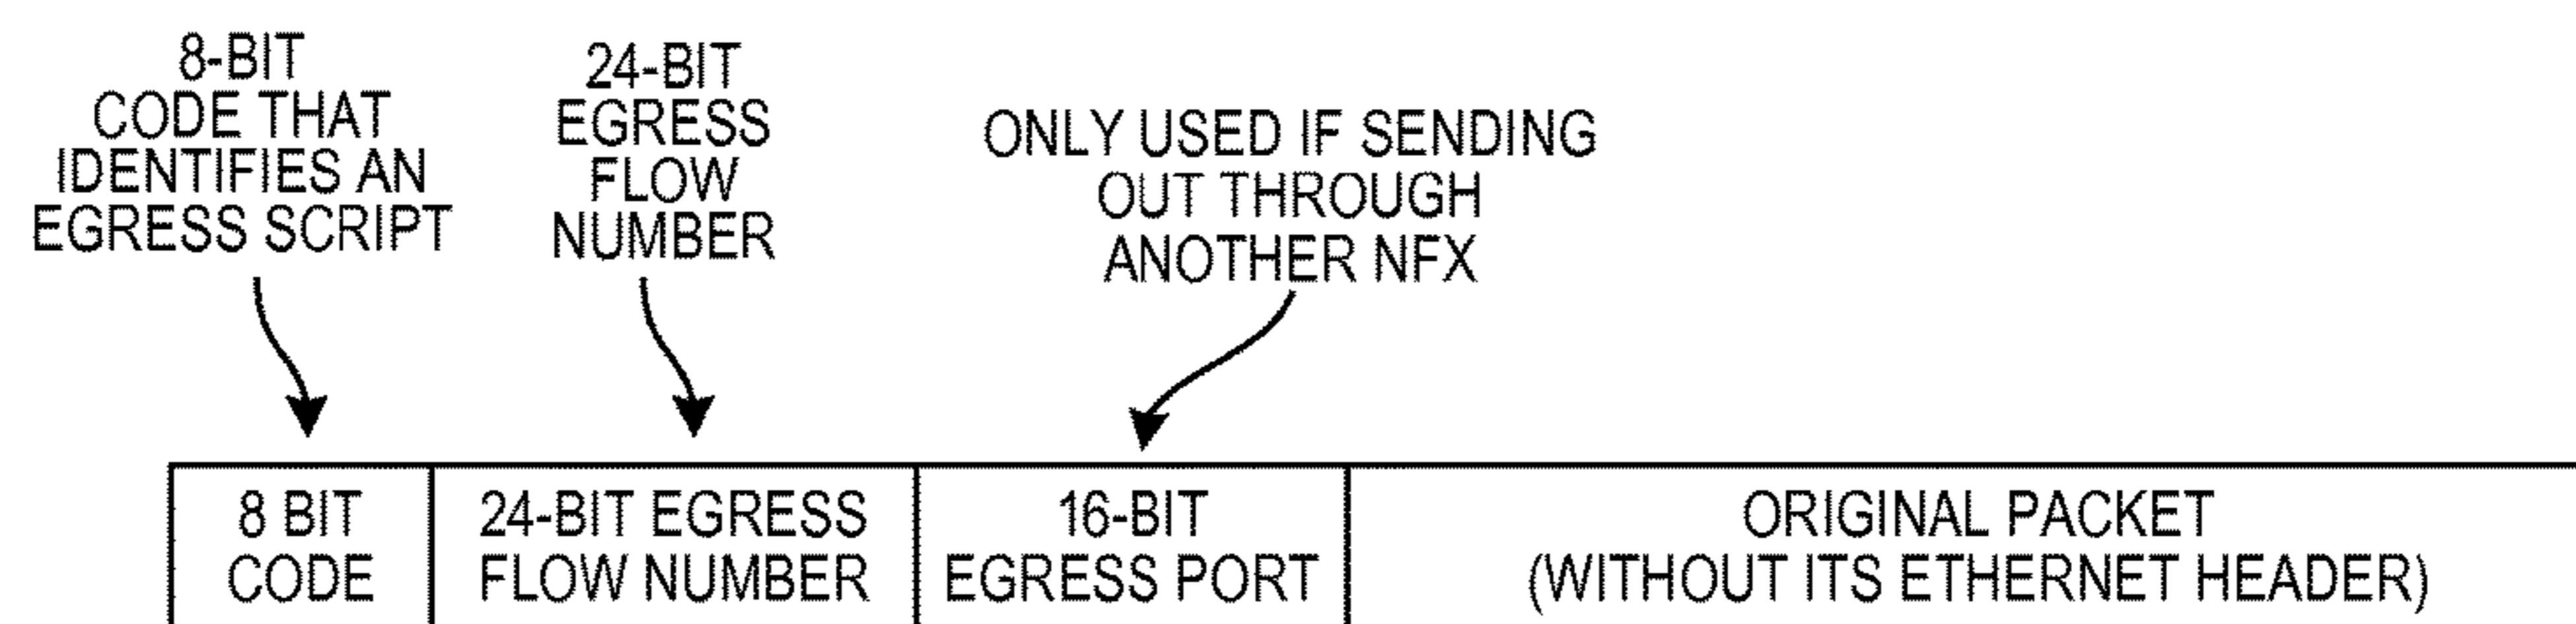 8-BIT
CODE THAT
IDENTIFIES AN
EGRESS SCRIPT
24-BIT
EGRESS
FLOW
NUMBER
ONLY USED IF SENDING
OUT THROUGH
ANOTHER NFX
8 BIT
CODE
24-BIT EGRESS
FLOW NUMBER
16-BIT
EGRESS PORT
ORIGINAL PACKET
(WITHOUT ITS ETHERNET HEADER)